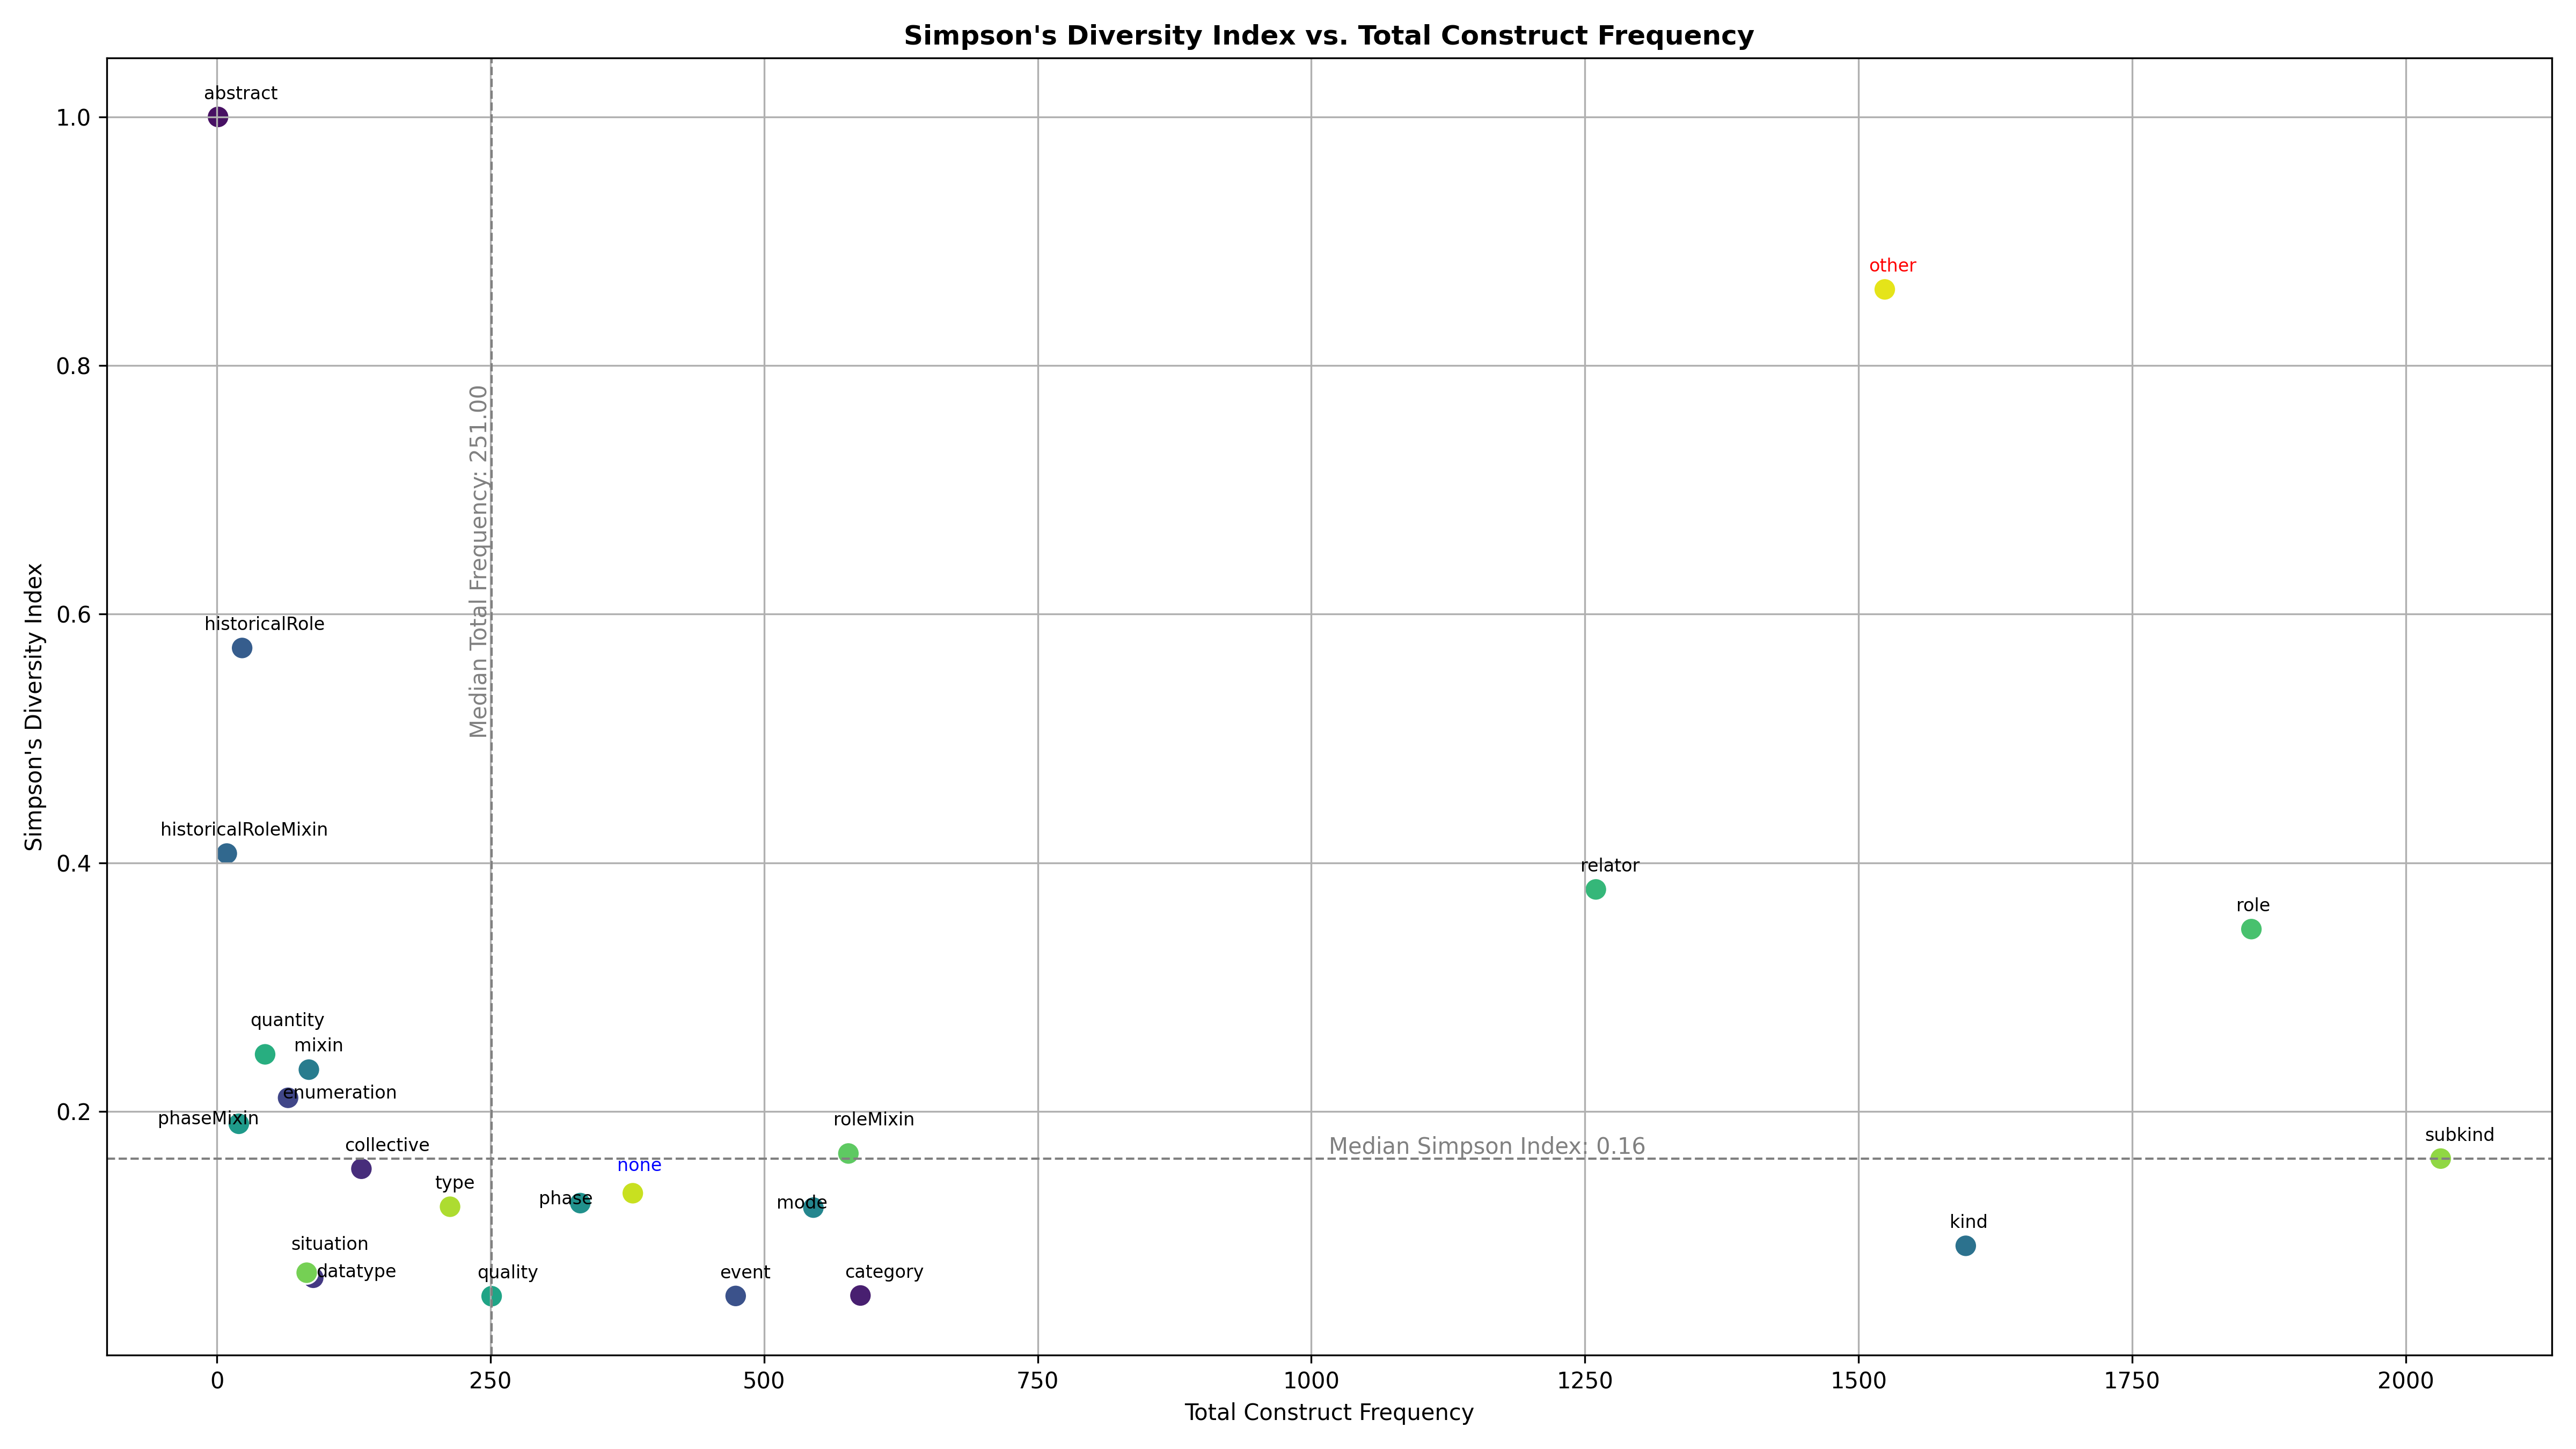 Simpson's Diversity Index vs. Total Construct Frequency
abstract
1.0
other
0.8
Median Total Frequency: 251.00
Simpson's Diversity Index
0.6
historicalRole
historicalRoleMixin
0.4
relator
role
quantity
mixin
enumeration
phaseMixin
0.2
roleMixin
collective
Median Simpson Index: 0.16
subkind
none
type
phase
mode
kind
situation
datatype
quality
event
category
0
250
500
750
1000
1250
1500
1750
2000
Total Construct Frequency